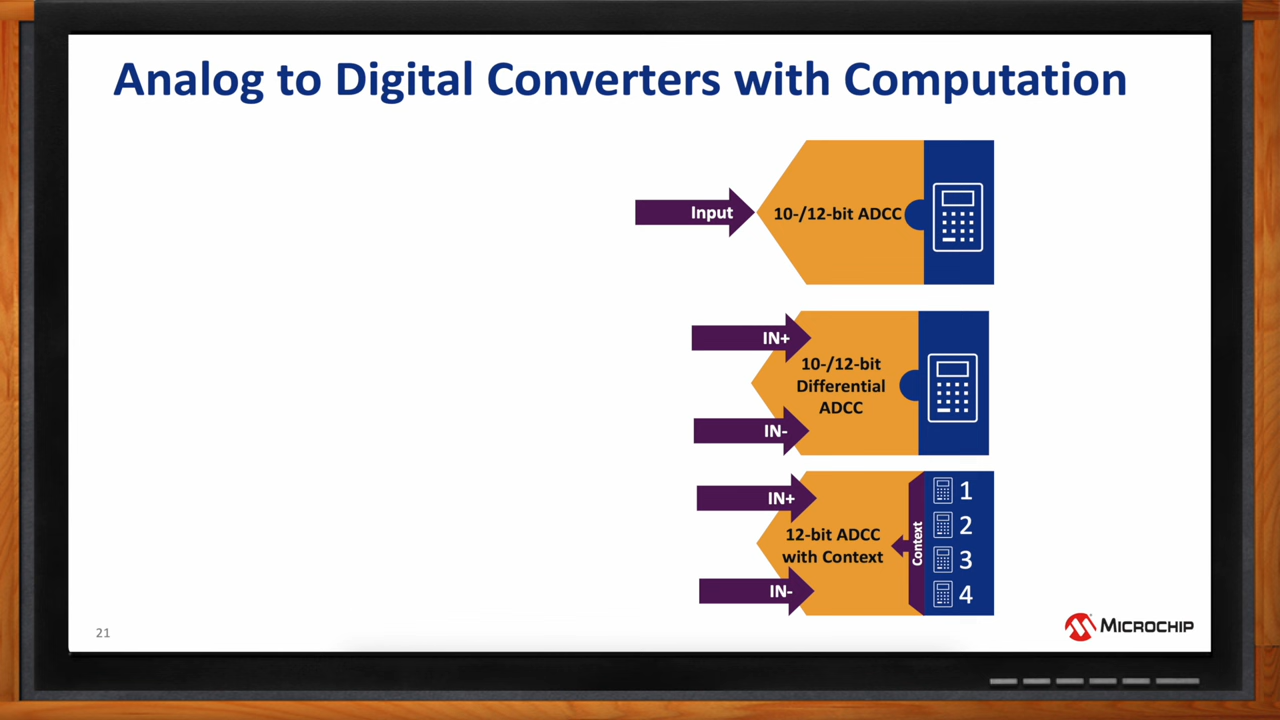 Analog to Digital Converters with Computation
Input
10-/12-bit ADCC
IN+
10-/12-bit
Differential
ADCC
IN-
IN+
12-bit ADCC
with Context
IN-
Context
1
2
3
4
21
MICROCHIP